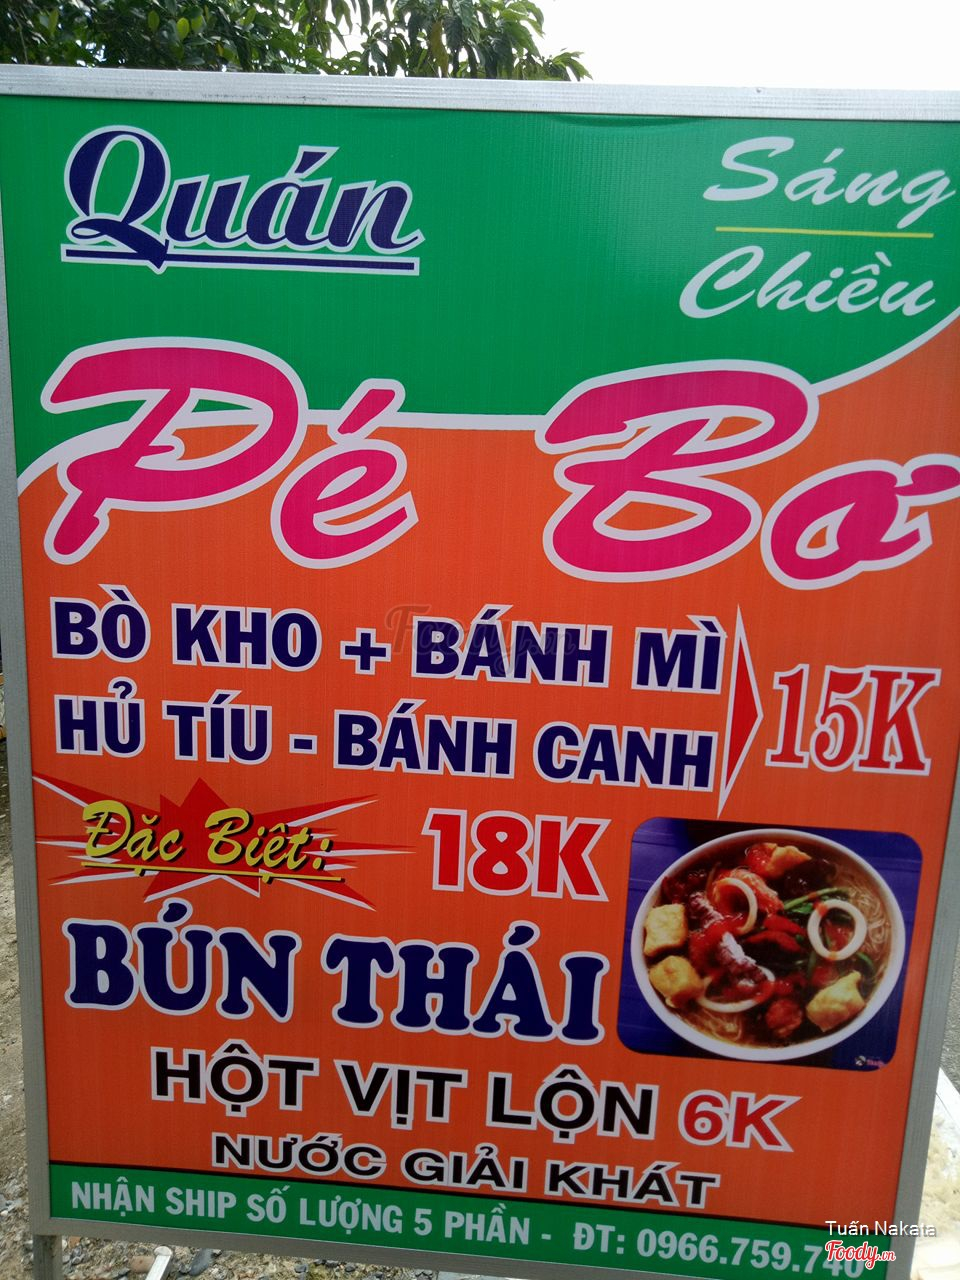 Quán
Sáng
Chiều
Pé Bơ
BÒ KHO + BÁNH MÌ
HỦ TÍU - BÁNH CANH
15K
Đặc Biệt: 18K
BÚN THÁI
HỘT VỊT LỘN 6K
NƯỚC GIẢI KHÁT
NHẬN SHIP SỐ LƯỢNG 5 PHẦN - ĐT: 0966.759.740
Foody.vn
Tuấn Nakata
Foody.vn